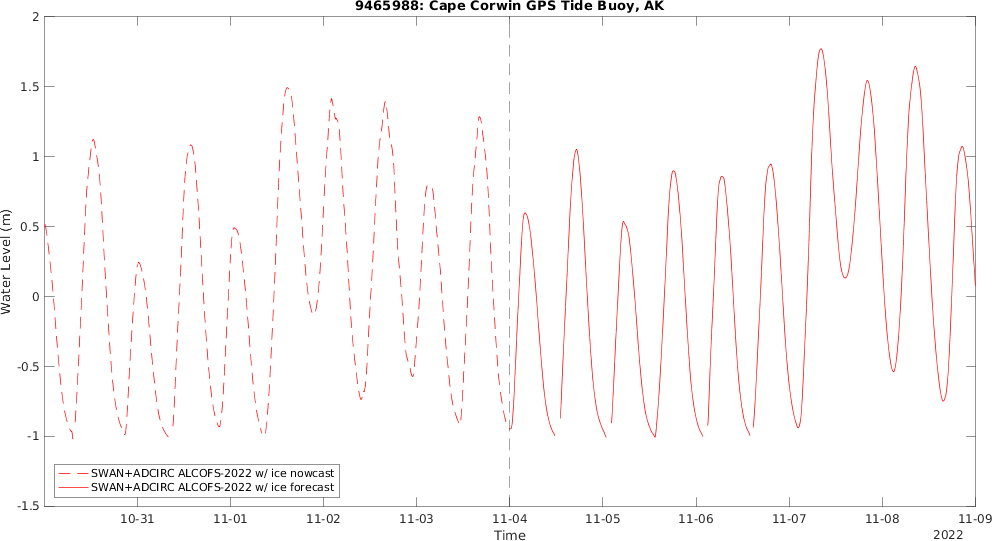 9465988: Cape Corwin GPS Tide Buoy, AK
Water Level (m)
2
1.5
1
0.5
0
-0.5
-1
-1.5
SWAN+ADCIRC ALCOFS-2022 w/ ice nowcast
SWAN+ADCIRC ALCOFS-2022 w/ ice forecast
10-31 11-01 11-02 11-03 11-04 11-05 11-06 11-07 11-08 11-09
Time
2022